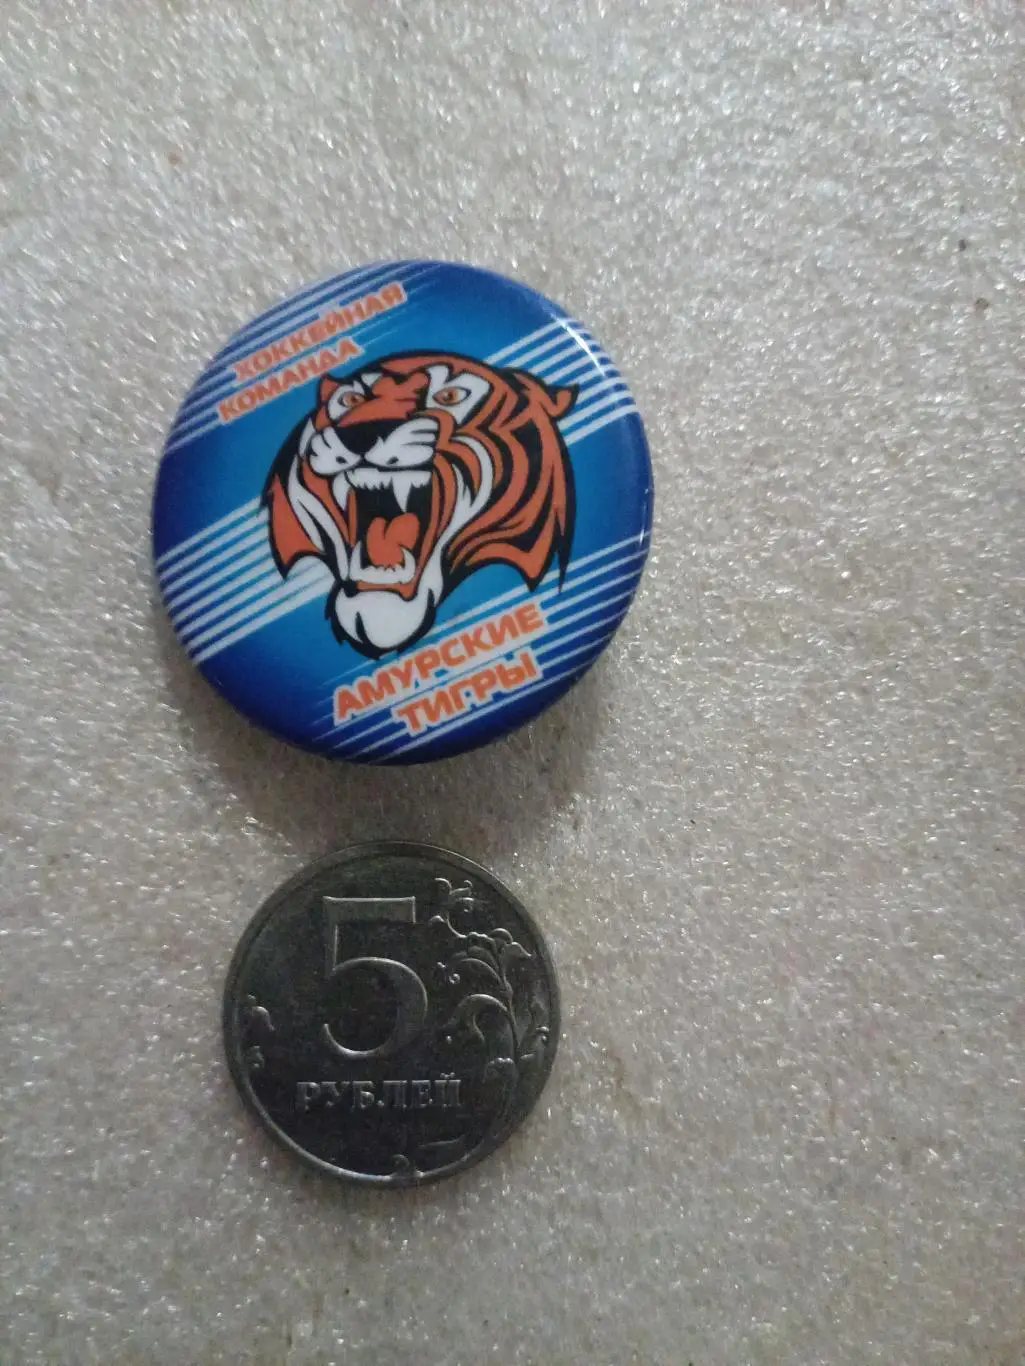 ХОККЕЙНАЯ
КОМАНДА
АМУРСКИЕ
ТИГРЫ
5
РУБЛЕЙ